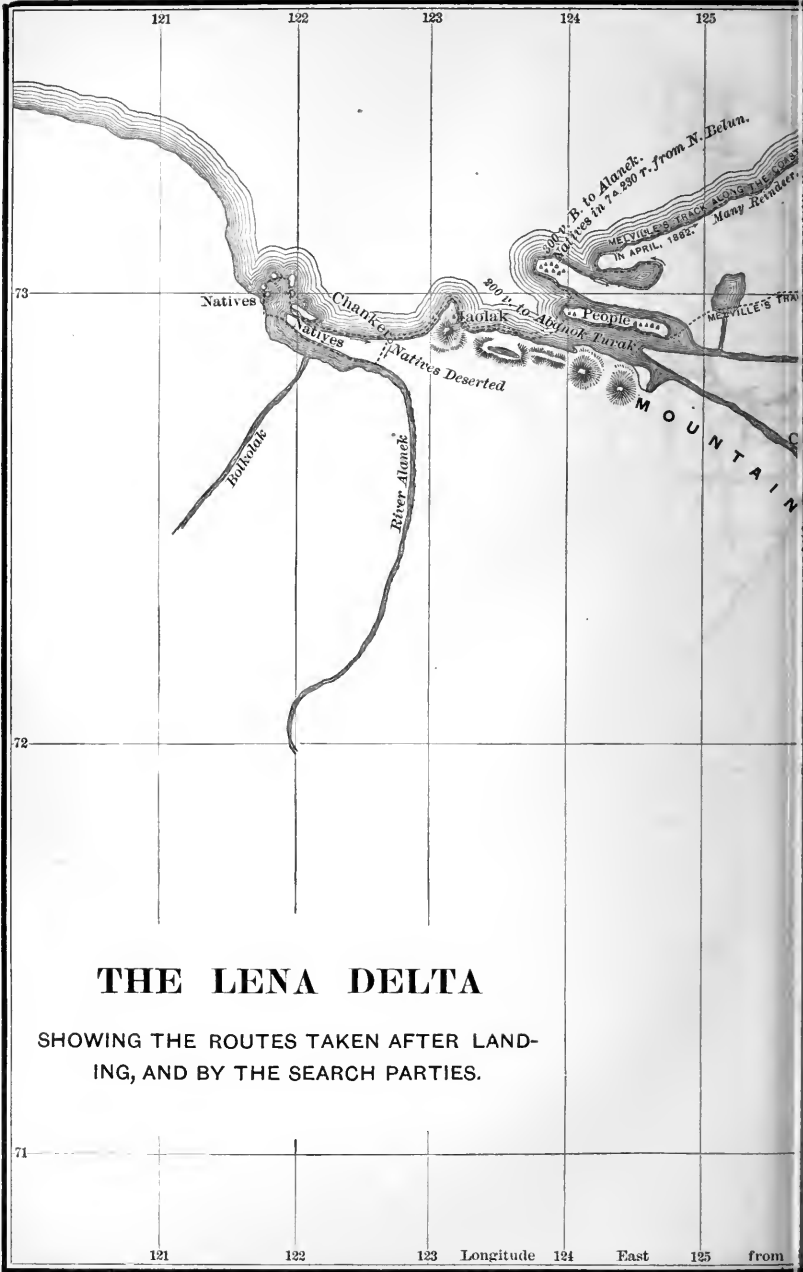 121 122 123 124 125
300 v. B. to Alanek.
Natives in 74.230 r. from N. Belun.
MELVILLE'S TRACK ALONG THE COAST
IN APRIL, 1882.
Many Reindeer.
73
Natives
Natives
Chanker
Natives Deserted
Jaolak
200 v. to Abanok Turak
People
MELVILLE'S TRA
MOUNTAIN
C
Bolkolak
River Alanek
72
THE LENA DELTA
SHOWING THE ROUTES TAKEN AFTER LAND-
ING, AND BY THE SEARCH PARTIES.
71
121 122 123 Longitude 124 East 125 from